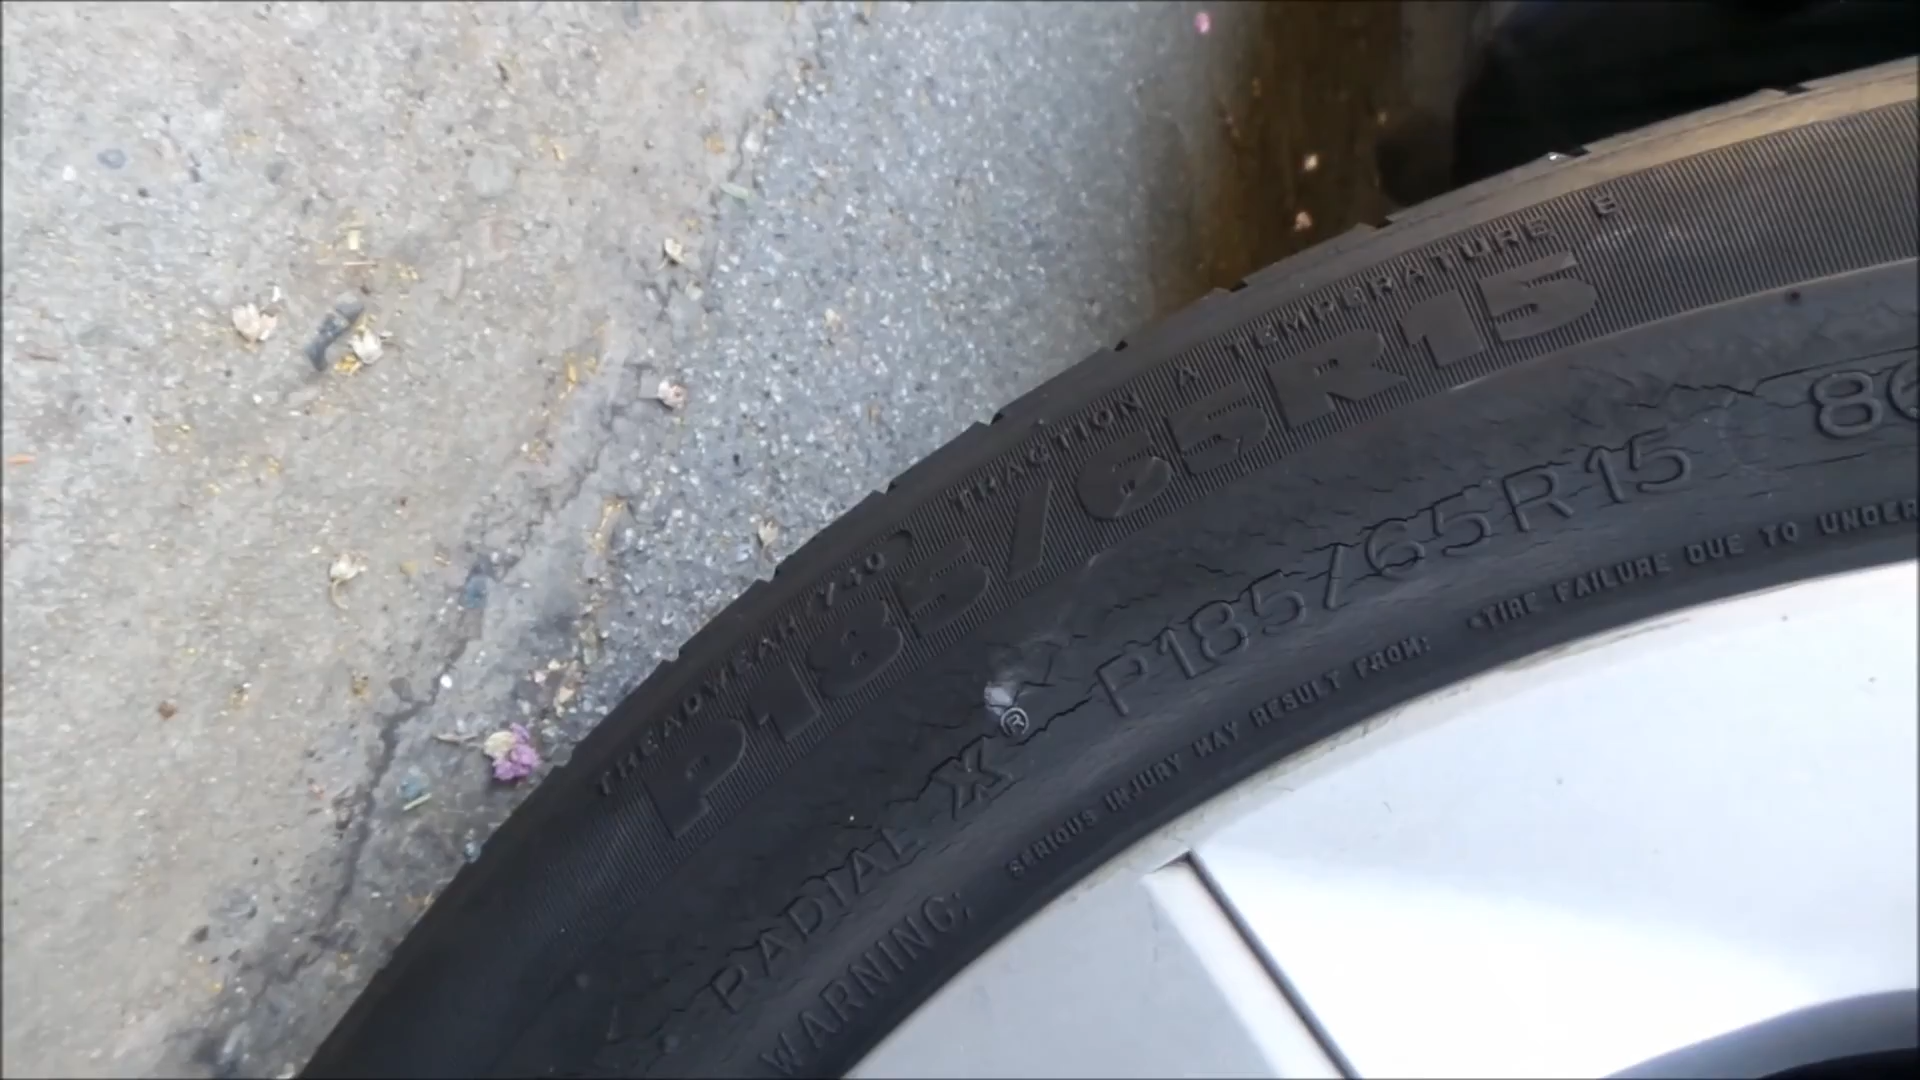 TREADWEAR 740 TRACTION A TEMPERATURE B
P185/65R15
RADIAL X® P185/65R15 86
WARNING: SERIOUS INJURY MAY RESULT FROM: •TIRE FAILURE DUE TO UNDER